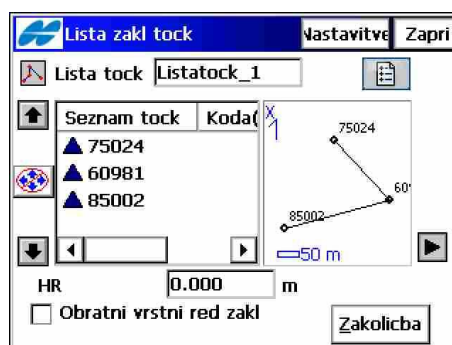 Lista zakl tock Nastavitve Zapri
Lista tock Listatock_1
Seznam tock Koda(
75024
60981
85002
X
75024
60
85002
50 m
HR 0.000 m
Obratni vrstni red zakl
Zakolicba